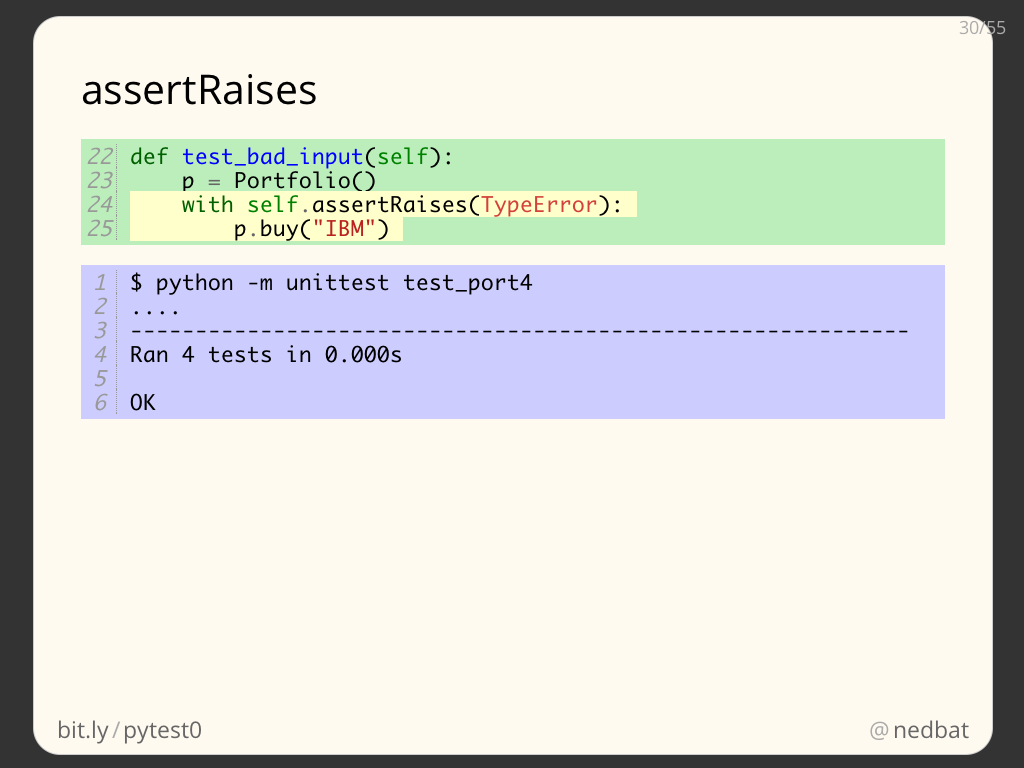 30/55
assertRaises
22 def test_bad_input(self):
23     p = Portfolio()
24     with self.assertRaises(TypeError):
25         p.buy("IBM")
1 $ python -m unittest test_port4
2 ....
3 ------------------------------------------------------------
4 Ran 4 tests in 0.000s
5
6 OK
bit.ly/pytest0
@nedbat